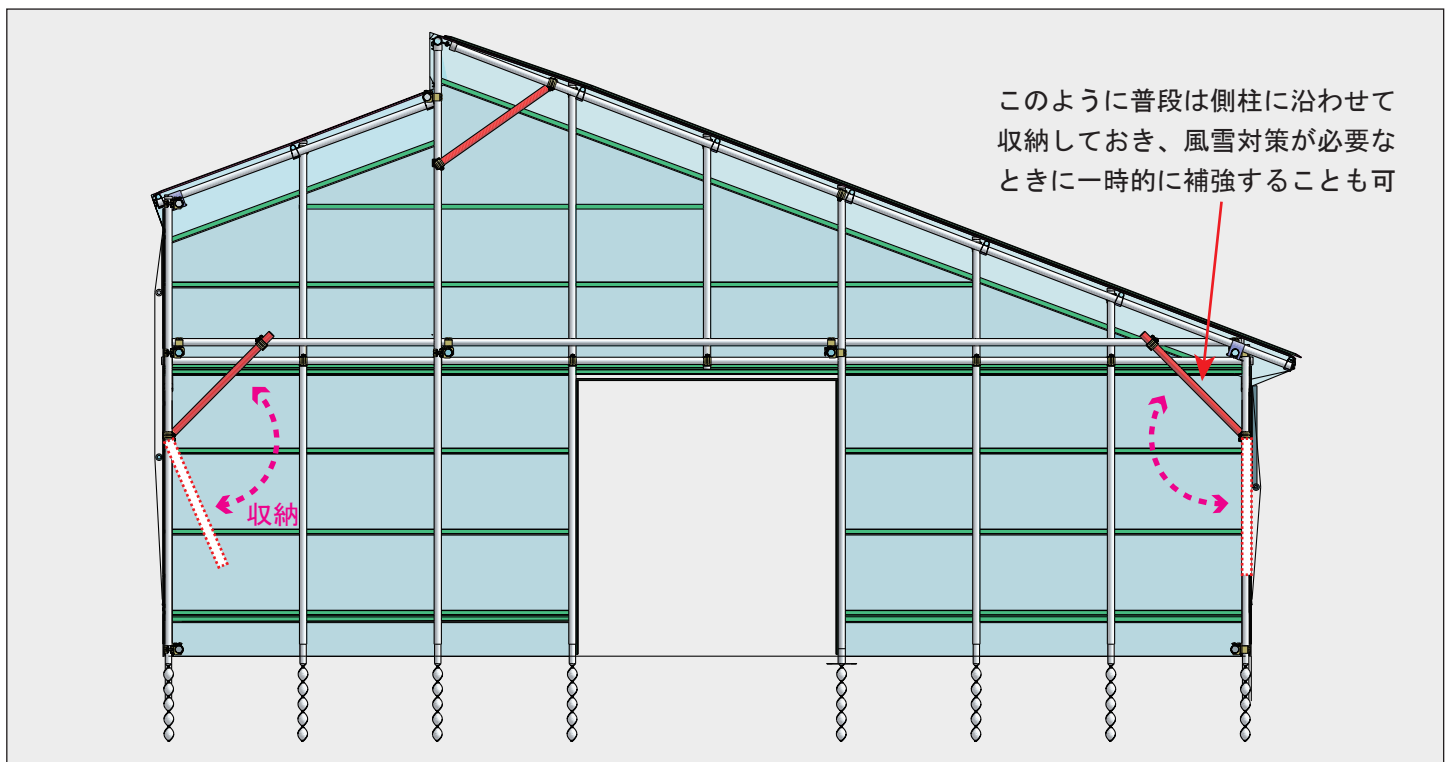 このように普段は側柱に沿わせて
収納しておき、風雪対策が必要な
ときに一時的に補強することも可
収納